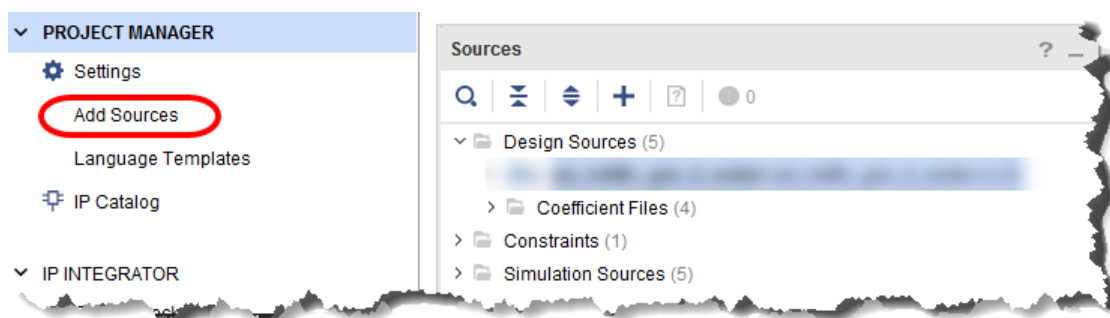 PROJECT MANAGER
Settings
Add Sources
Language Templates
IP Catalog
IP INTEGRATOR
Sources
? _
? 0
Design Sources (5)
Coefficient Files (4)
Constraints (1)
Simulation Sources (5)